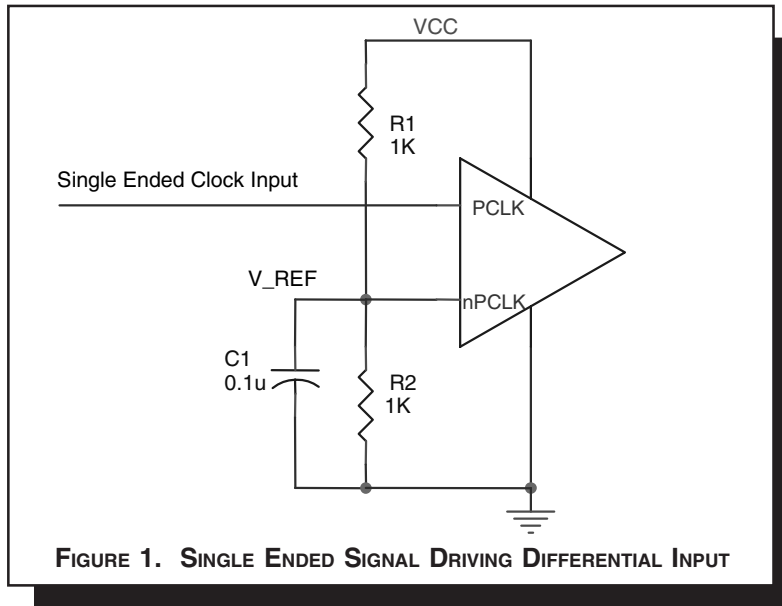 VCC
R1
1K
Single Ended Clock Input
PCLK
V_REF
nPCLK
C1
0.1u
R2
1K
FIGURE 1. SINGLE ENDED SIGNAL DRIVING DIFFERENTIAL INPUT